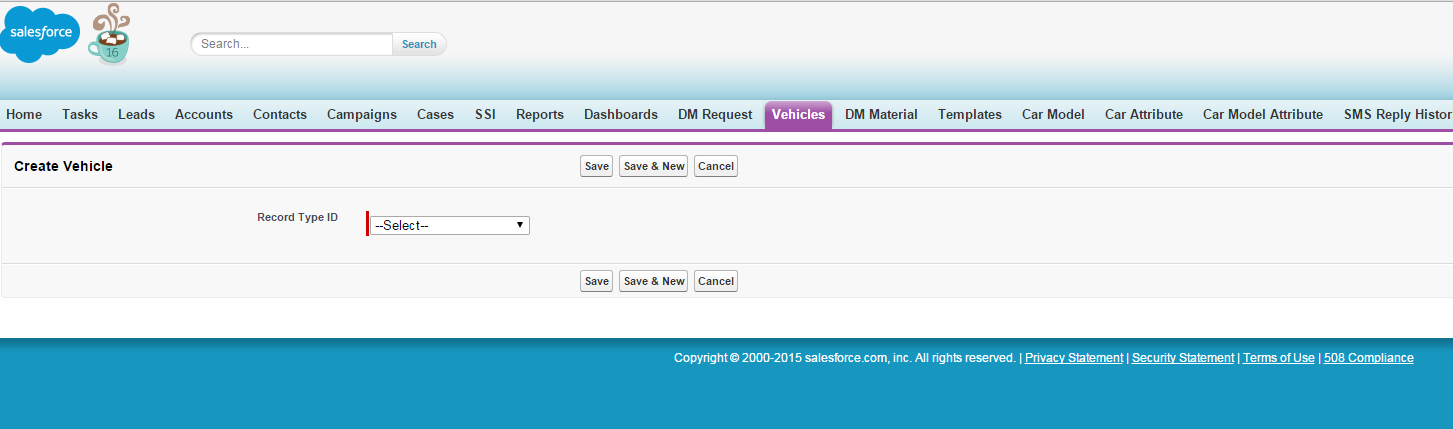 salesforce
16
Search...
Search
Home Tasks Leads Accounts Contacts Campaigns Cases SSI Reports Dashboards DM Request Vehicles DM Material Templates Car Model Car Attribute Car Model Attribute SMS Reply Histor
Create Vehicle
Save Save & New Cancel
Record Type ID
--Select--
Save Save & New Cancel
Copyright © 2000-2015 salesforce.com, inc. All rights reserved. | Privacy Statement | Security Statement | Terms of Use | 508 Compliance